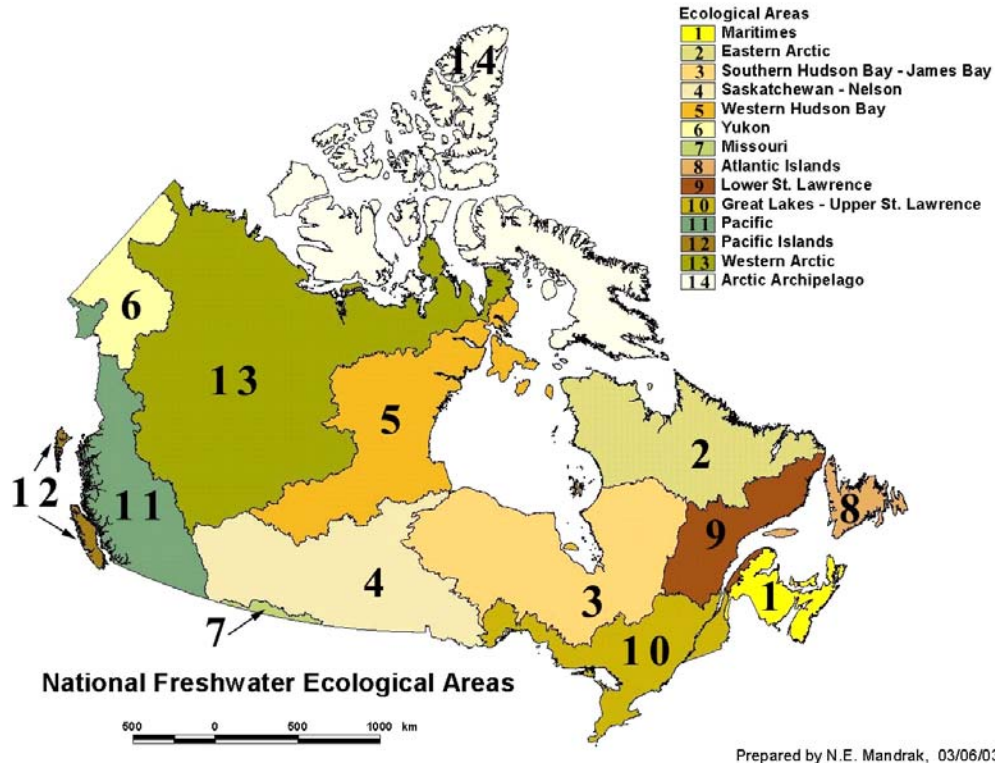 Ecological Areas
1 Maritimes
2 Eastern Arctic
3 Southern Hudson Bay - James Bay
4 Saskatchewan - Nelson
5 Western Hudson Bay
6 Yukon
7 Missouri
8 Atlantic Islands
9 Lower St. Lawrence
10 Great Lakes - Upper St. Lawrence
11 Pacific
12 Pacific Islands
13 Western Arctic
14 Arctic Archipelago
14
6
13
5
2
12
11
9
8
4
3
1
7
10
National Freshwater Ecological Areas
500 0 500 1000 km
Prepared by N.E. Mandrak, 03/06/03